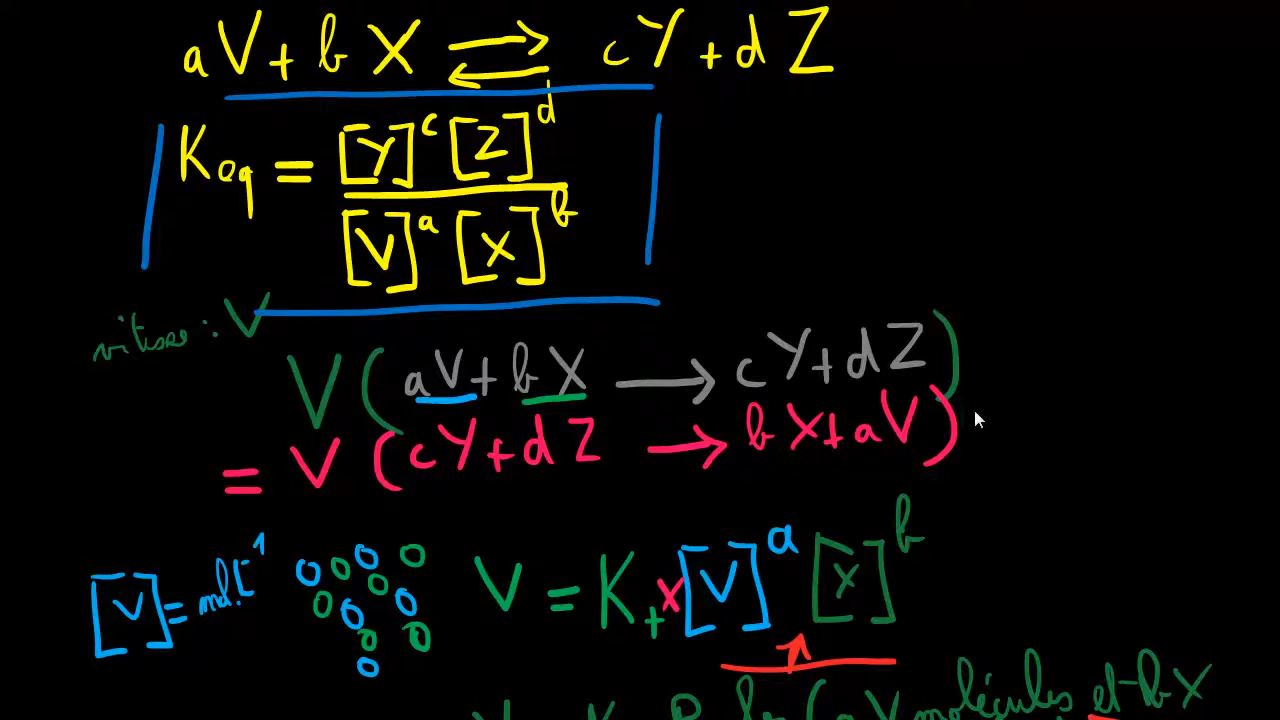 aV + bX ⇌ cY + dZ
Keq = [Y]^c [Z]^d / [V]^a [X]^b
vitesse : V
V (aV + bX → cY + dZ)
= V (cY + dZ → bX + aV)
[V] = mol.L^-1
V = K+ × [V]^a [X]^b
(aV molécules et bX